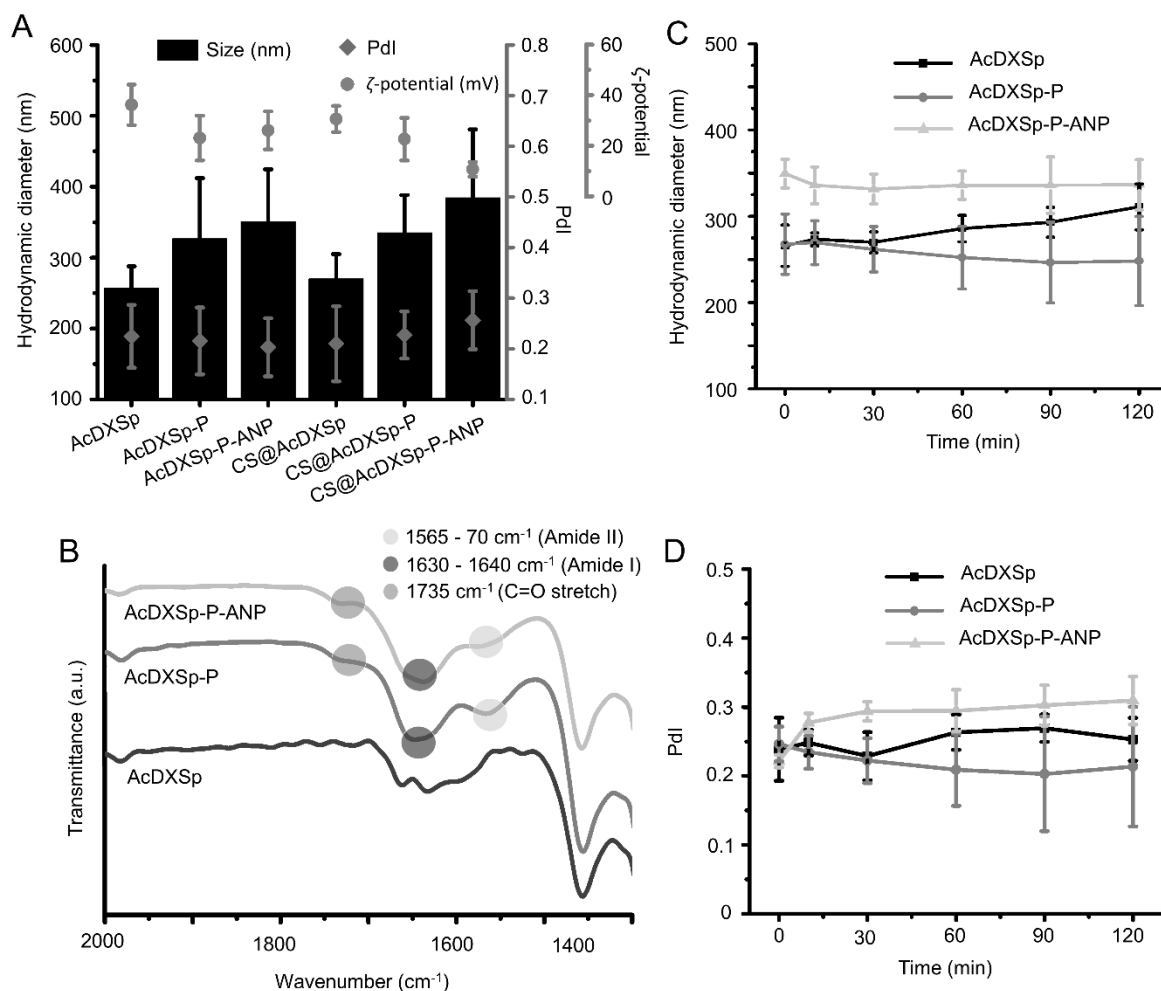 A
Size (nm)
PdI
ζ-potential (mV)
600
500
400
300
200
100
Hydrodynamic diameter (nm)
0.8
0.7
0.6
0.5
0.4
0.3
0.2
0.1
PdI
60
40
20
0
ζ-potential
AcDXSp
AcDXSp-P
AcDXSp-P-ANP
CS@AcDXSp
CS@AcDXSp-P
CS@AcDXSp-P-ANP
B
1565 - 70 cm⁻¹ (Amide II)
1630 - 1640 cm⁻¹ (Amide I)
1735 cm⁻¹ (C=O stretch)
AcDXSp-P-ANP
AcDXSp-P
AcDXSp
Transmittance (a.u.)
2000
1800
1600
1400
Wavenumber (cm⁻¹)
C
AcDXSp
AcDXSp-P
AcDXSp-P-ANP
500
400
300
200
100
Hydrodynamic diameter (nm)
0
30
60
90
120
Time (min)
D
AcDXSp
AcDXSp-P
AcDXSp-P-ANP
0.5
0.4
0.3
0.2
0.1
0
PdI
0
30
60
90
120
Time (min)